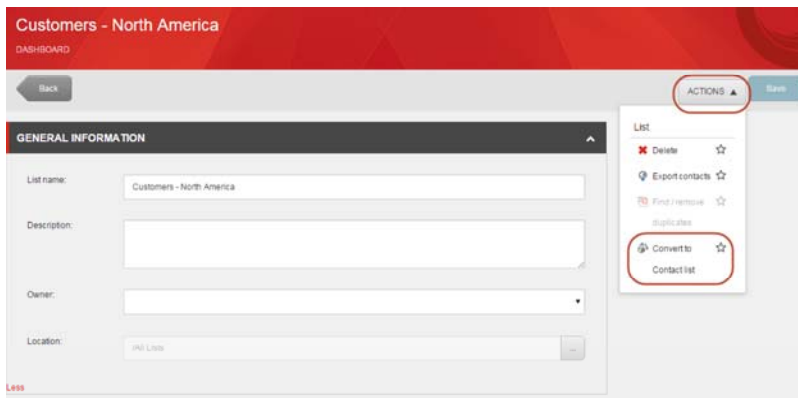 Customers - North America
DASHBOARD
Back
ACTIONS ▲
Save
GENERAL INFORMATION
List name:
Customers - North America
Description:
Owner:
Location:
/All Lists
...
Less
List
Delete
Export contacts
Find / remove
duplicates
Convert to
Contact list